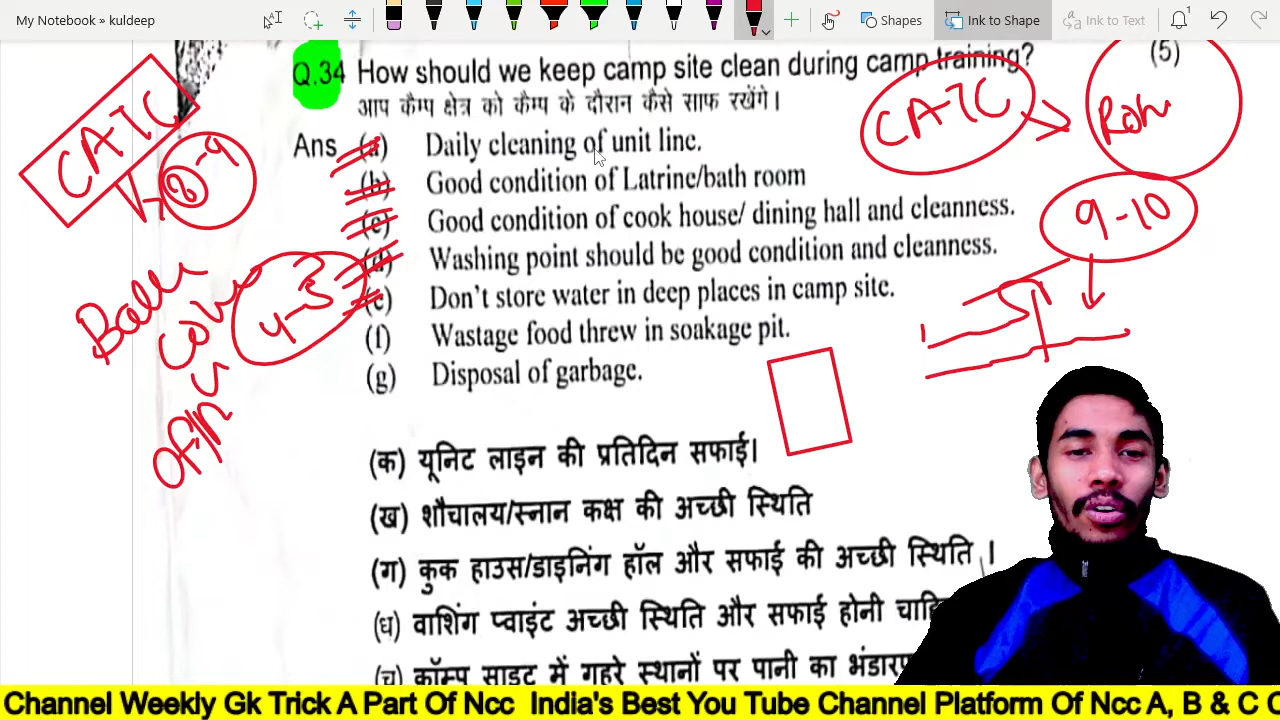 My Notebook » kuldeep
Shapes
Ink to Shape
Ink to Text
1
Q.34 How should we keep camp site clean during camp training? (5)
आप कैम्प क्षेत्र को कैम्प के दौरान कैसे साफ रखेंगे।
Ans (a) Daily cleaning of unit line.
(b) Good condition of Latrine/bath room
(c) Good condition of cook house/ dining hall and cleanness.
(d) Washing point should be good condition and cleanness.
(e) Don't store water in deep places in camp site.
(f) Wastage food threw in soakage pit.
(g) Disposal of garbage.
(क) यूनिट लाइन की प्रतिदिन सफाई।
(ख) शौचालय/स्नान कक्ष की अच्छी स्थिति
(ग) कुक हाउस/डाइनिंग हॉल और सफाई की अच्छी स्थिति ।
(ध) वाशिंग प्वाइंट अच्छी स्थिति और सफाई होनी
(च) कॉम्प साइट में गहरे स्थानों पर पानी का
CATC
CATC
9-10
Channel Weekly Gk Trick A Part Of Ncc India's Best You Tube Channel Platform Of Ncc A, B & C